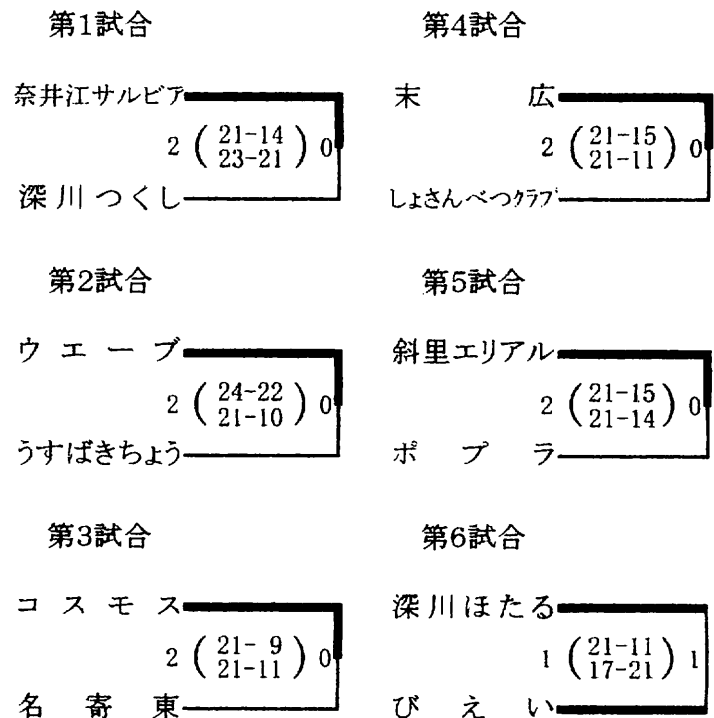 第1試合
奈井江サルビア
2 ( 21-14 ) 0
23-21
深川つくし
第2試合
ウエーブ
2 ( 24-22 ) 0
21-10
うすばきちょう
第3試合
コスモス
2 ( 21- 9 ) 0
21-11
名寄東
第4試合
末広
2 ( 21-15 ) 0
21-11
しょさんべつクラブ
第5試合
斜里エリアル
2 ( 21-15 ) 0
21-14
ポプラ
第6試合
深川ほたる
1 ( 21-11 ) 1
17-21
びえい